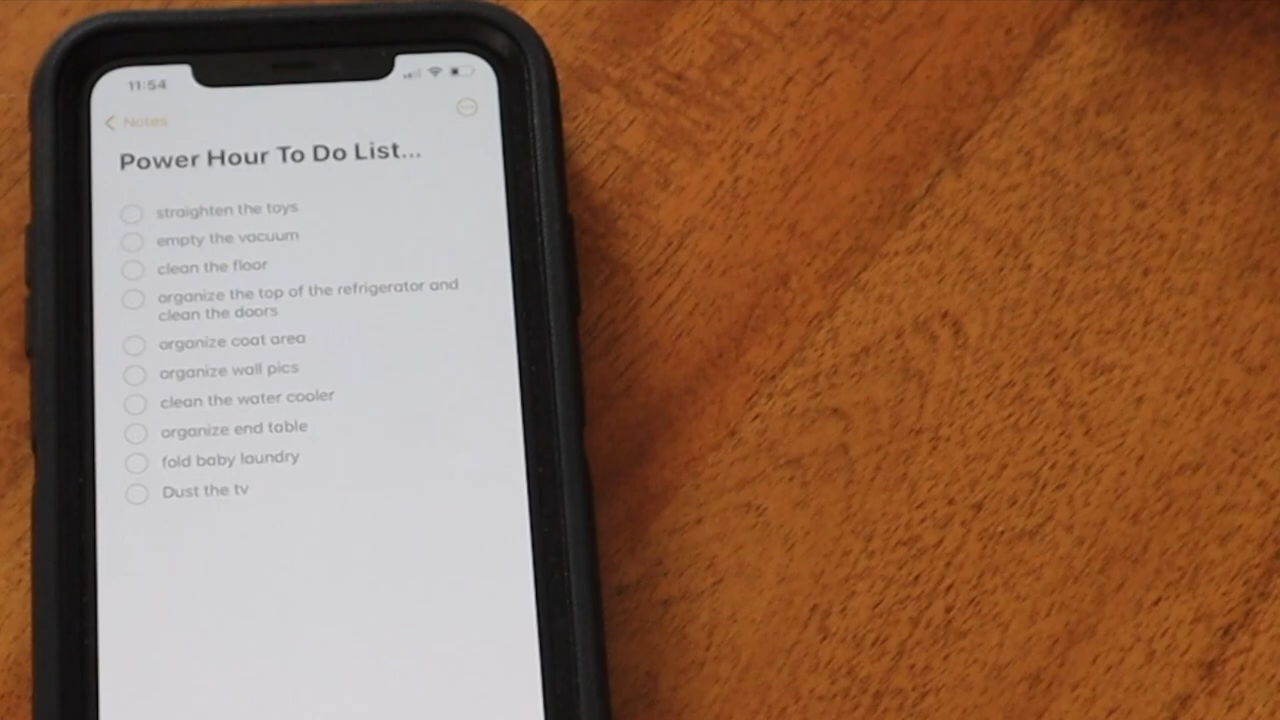 11:54
Notes
Power Hour To Do List...
straighten the toys
empty the vacuum
clean the floor
organize the top of the refrigerator and
clean the doors
organize coat area
organize wall pics
clean the water cooler
organize end table
fold baby laundry
Dust the tv